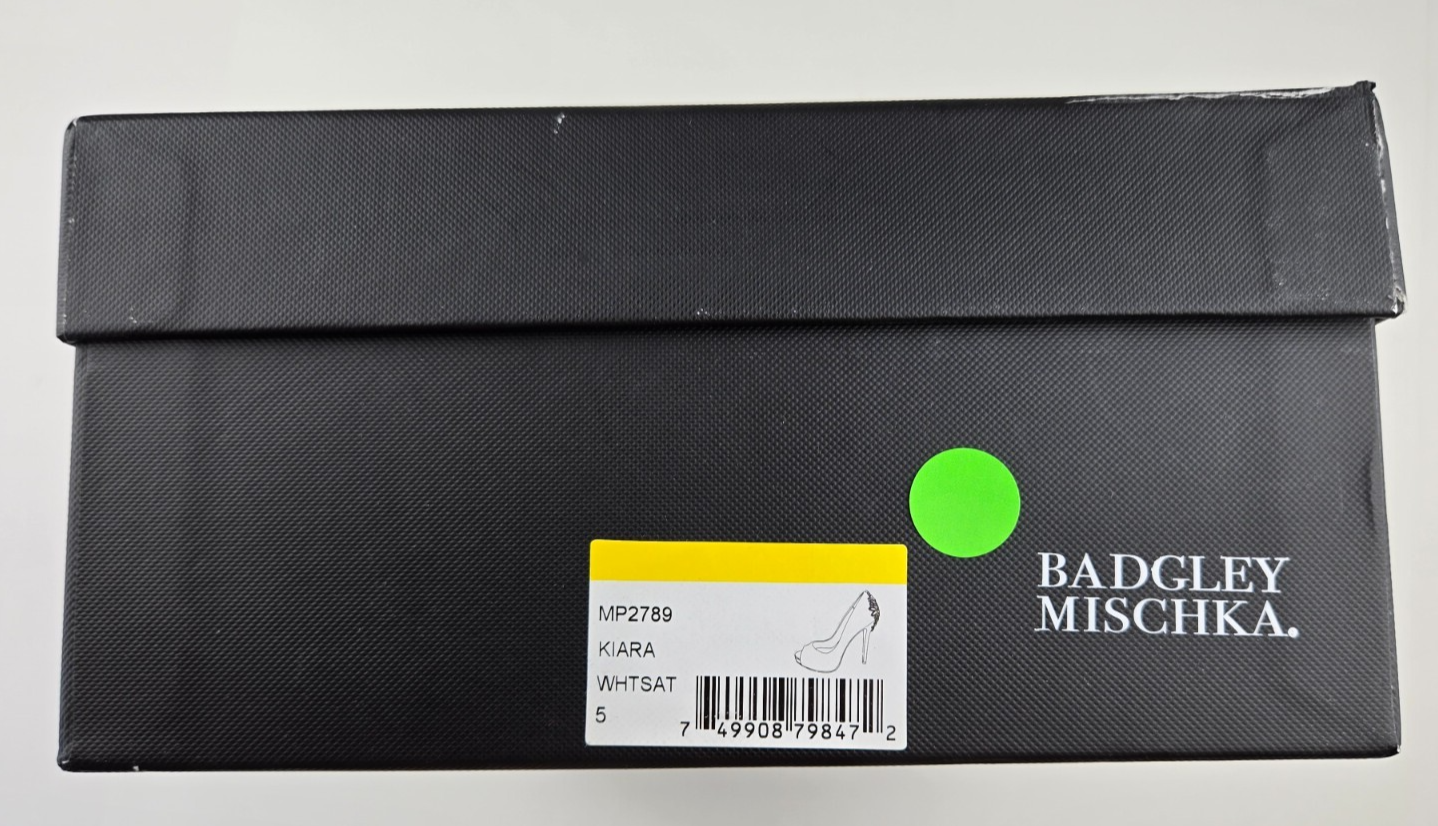 BADGLEY
MISCHKA.
MP2789
KIARA
WHTSAT
5
7 49908 79847 2